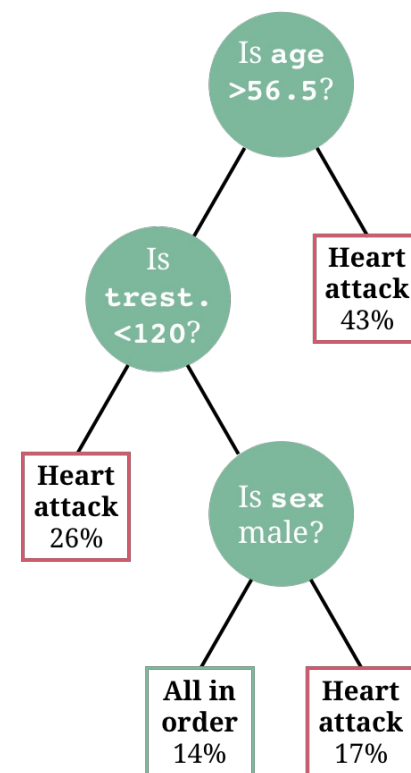 Is age
>56.5?
Is
trest.
<120?
Heart
attack
43%
Heart
attack
26%
Is sex
male?
All in
order
14%
Heart
attack
17%